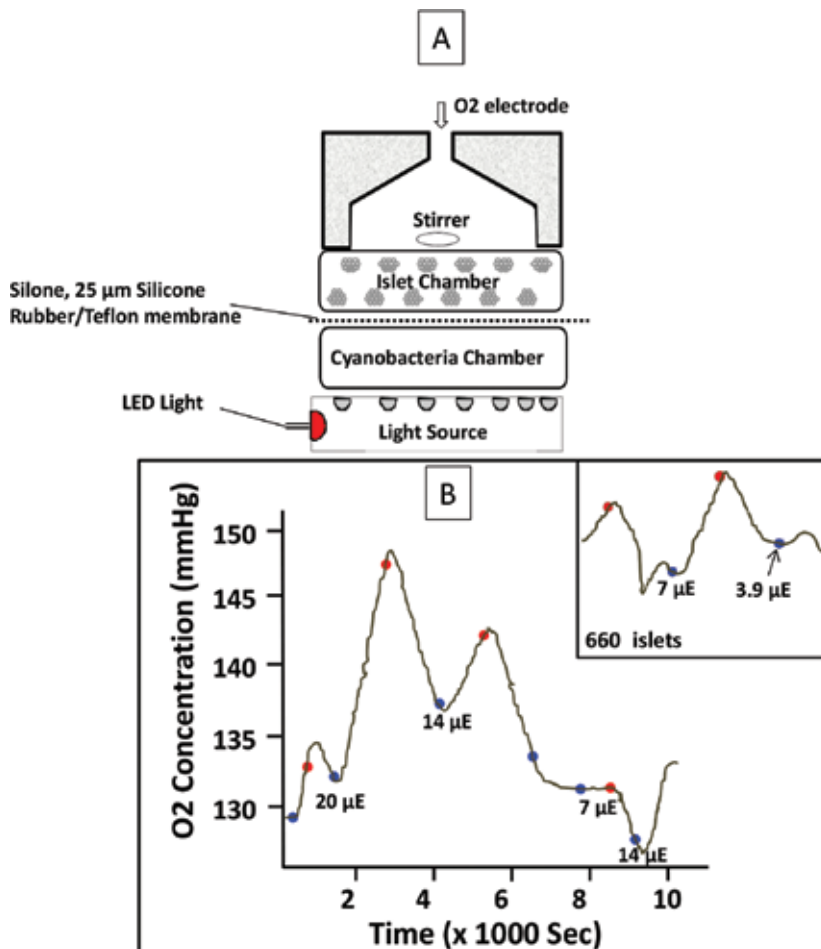 A
O2 electrode
Stirrer
Islet Chamber
Silone, 25 µm Silicone
Rubber/Teflon membrane
Cyanobacteria Chamber
LED Light
Light Source
B
O2 Concentration (mmHg)
150
145
140
135
130
20 µE
14 µE
7 µE
14 µE
2
4
6
8
10
Time (x 1000 Sec)
7 µE
3.9 µE
660 islets